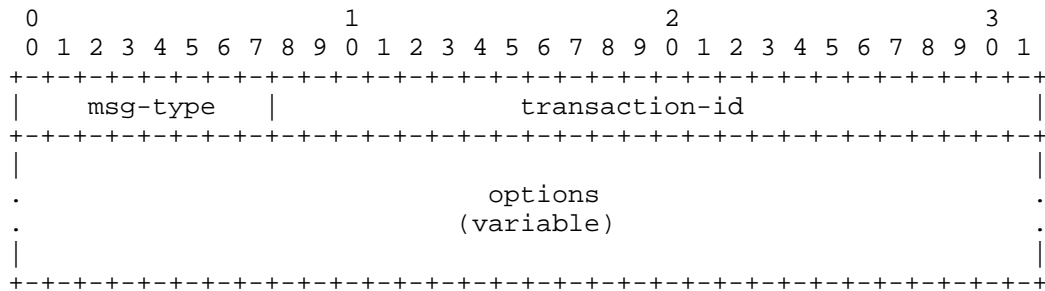 0                   1                   2                   3
 0 1 2 3 4 5 6 7 8 9 0 1 2 3 4 5 6 7 8 9 0 1 2 3 4 5 6 7 8 9 0 1
+-+-+-+-+-+-+-+-+-+-+-+-+-+-+-+-+-+-+-+-+-+-+-+-+-+-+-+-+-+-+-+-+
|    msg-type   |               transaction-id                  |
+-+-+-+-+-+-+-+-+-+-+-+-+-+-+-+-+-+-+-+-+-+-+-+-+-+-+-+-+-+-+-+-+
|                                                               |
.                            options                            .
.                           (variable)                          .
|                                                               |
+-+-+-+-+-+-+-+-+-+-+-+-+-+-+-+-+-+-+-+-+-+-+-+-+-+-+-+-+-+-+-+-+